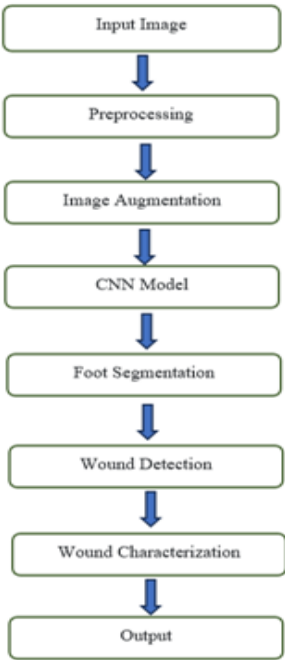 Input Image
Preprocessing
Image Augmentation
CNN Model
Foot Segmentation
Wound Detection
Wound Characterization
Output